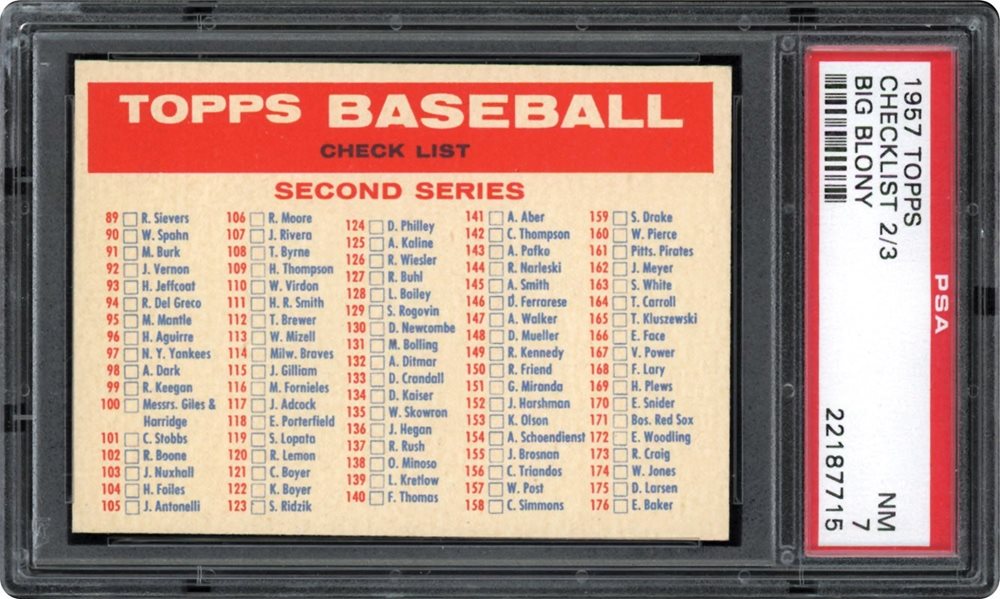 TOPPS BASEBALL
CHECK LIST
SECOND SERIES
89 R. Sievers
90 W. Spahn
91 M. Burk
92 J. Vernon
93 H. Jeffcoat
94 R. Del Greco
95 M. Mantle
96 H. Aguirre
97 N. Y. Yankees
98 A. Dark
99 R. Keegan
100 Messrs. Giles &
Harridge
101 C. Stobbs
102 R. Boone
103 J. Nuxhall
104 H. Foiles
105 J. Antonelli
106 R. Moore
107 J. Rivera
108 T. Byrne
109 H. Thompson
110 W. Virdon
111 H. R. Smith
112 T. Brewer
113 W. Mizell
114 Milw. Braves
115 J. Gilliam
116 M. Fornieles
117 J. Adcock
118 E. Porterfield
119 S. Lopata
120 R. Lemon
121 C. Boyer
122 K. Boyer
123 S. Ridzik
124 D. Philley
125 A. Kaline
126 R. Wiesler
127 R. Buhl
128 L. Bailey
129 S. Rogovin
130 D. Newcombe
131 M. Bolling
132 A. Ditmar
133 D. Crandall
134 D. Kaiser
135 W. Skowron
136 J. Hegan
137 R. Rush
138 O. Minoso
139 L. Kretlow
140 F. Thomas
141 A. Aber
142 C. Thompson
143 A. Pafko
144 R. Narleski
145 A. Smith
146 D. Ferrarese
147 A. Walker
148 D. Mueller
149 R. Kennedy
150 R. Friend
151 G. Miranda
152 J. Harshman
153 K. Olson
154 A. Schoendienst
155 J. Brosnan
156 C. Triandos
157 W. Post
158 C. Simmons
159 S. Drake
160 W. Pierce
161 Pitts. Pirates
162 J. Meyer
163 S. White
164 T. Carroll
165 T. Kluszewski
166 E. Face
167 V. Power
168 F. Lary
169 H. Plews
170 E. Snider
171 Bos. Red Sox
172 E. Woodling
173 R. Craig
174 W. Jones
175 D. Larsen
176 E. Baker
PSA
1957 TOPPS
CHECKLIST 2/3
BIG BLONY
NM
7
22187715